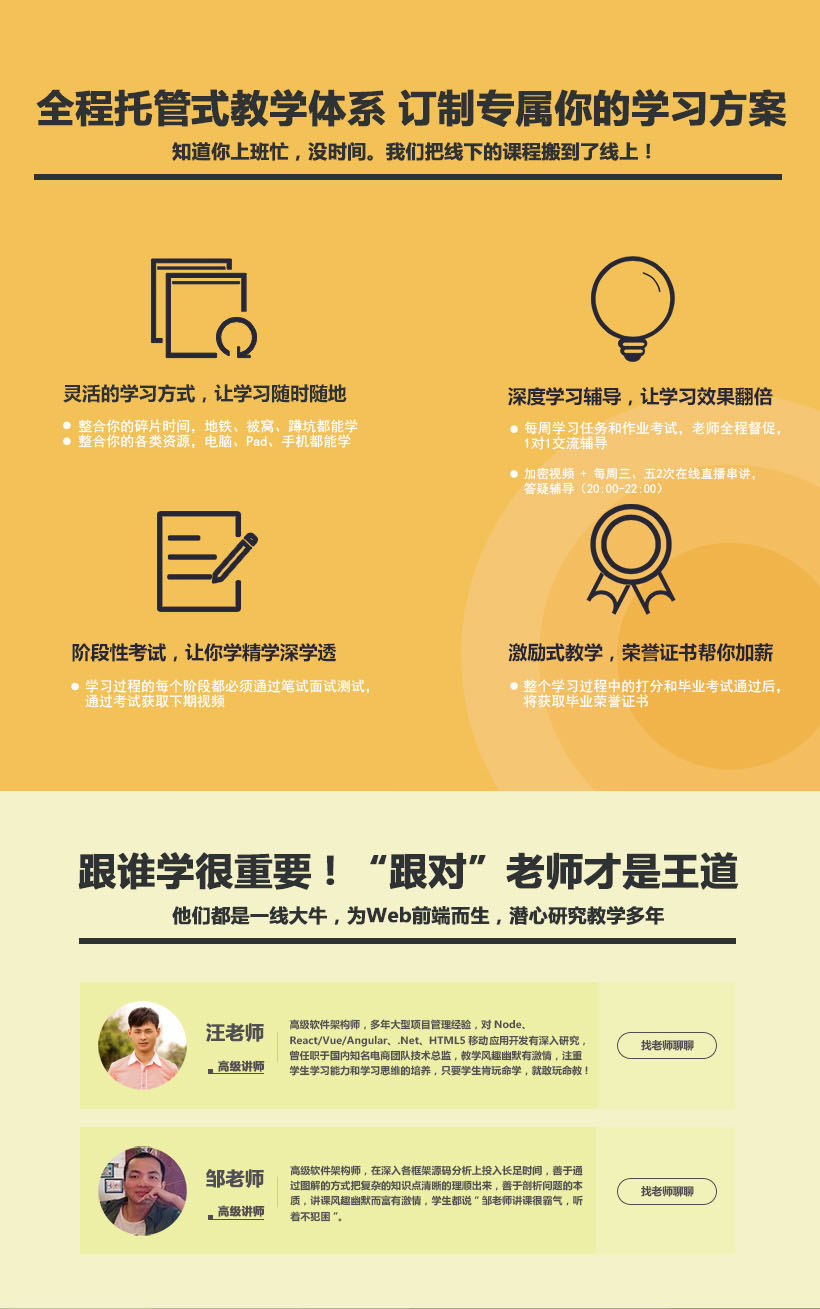 全程托管式教学体系 订制专属你的学习方案
知道你上班忙，没时间。我们把线下的课程搬到了线上！
灵活的学习方式，让学习随时随地
● 整合你的碎片时间，地铁、被窝、蹲坑都能学
● 整合你的各类资源，电脑、Pad、手机都能学
深度学习辅导，让学习效果翻倍
● 每周学习任务和作业考试，老师全程督促，
1对1交流辅导
● 加密视频 + 每周三、五2次在线直播串讲，
答疑辅导（20:00-22:00）
阶段性考试，让你学精学深学透
● 学习过程的每个阶段都必须通过笔试面试测试，
通过考试获取下期视频
激励式教学，荣誉证书帮你加薪
● 整个学习过程中的打分和毕业考试通过后，
将获取毕业荣誉证书
跟谁学很重要！“跟对”老师才是王道
他们都是一线大牛，为Web前端而生，潜心研究教学多年
汪老师
高级讲师
高级软件架构师，多年大型项目管理经验，对 Node、
React/Vue/Angular、.Net、HTML5 移动应用开发有深入研究，
曾任职于国内知名电商团队技术总监，教学风趣幽默有激情，注重
学生学习能力和学习思维的培养，只要学生肯玩命学，就敢玩命教！
找老师聊聊
邹老师
高级讲师
高级软件架构师，在深入各框架源码分析上投入长足时间，善于通
过图解的方式把复杂的知识点清晰的理顺出来，善于剖析问题的本
质，讲课风趣幽默而富有激情，学生都说“邹老师讲课很霸气，听
着不犯困”。
找老师聊聊